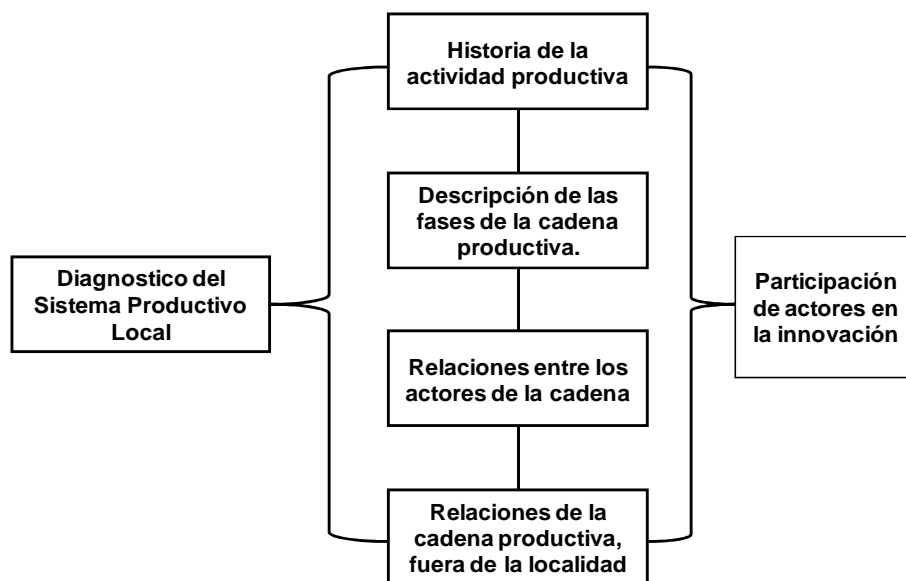 Historia de la
actividad productiva
Descripción de las
fases de la cadena
productiva.
Diagnostico del
Sistema Productivo
Local
Participación
de actores en
la innovación
Relaciones entre los
actores de la cadena
Relaciones de la
cadena productiva,
fuera de la localidad